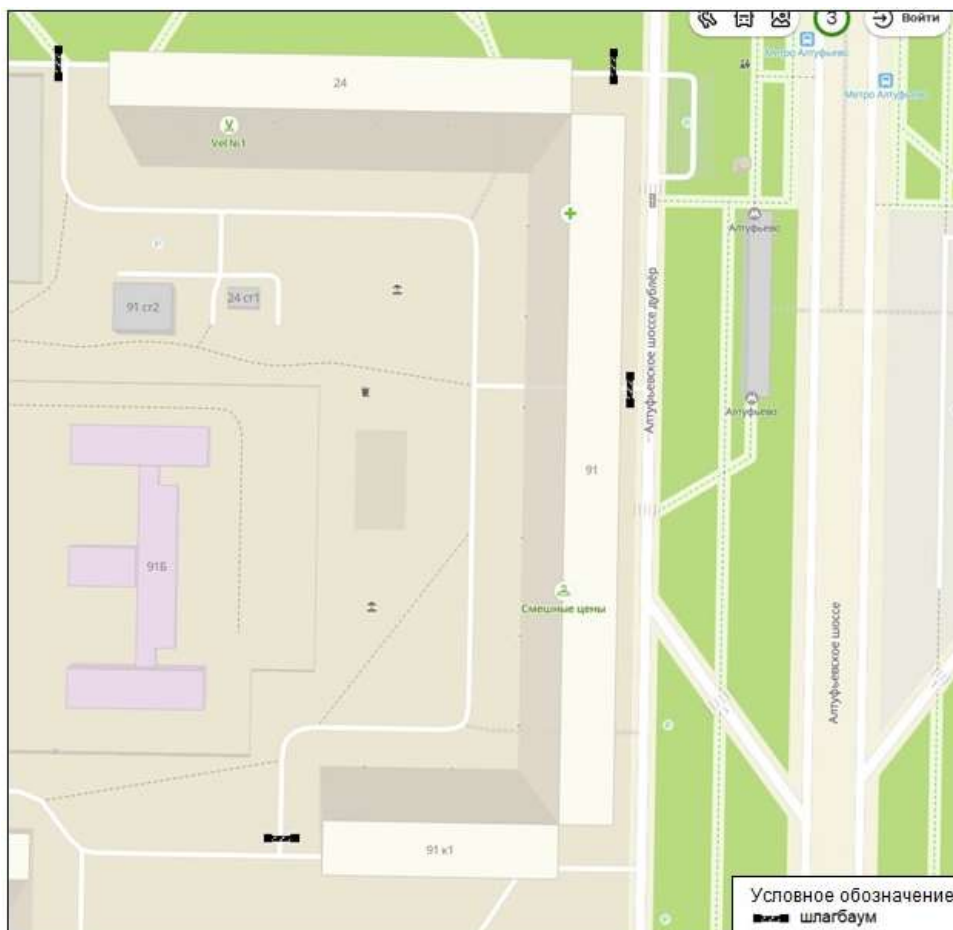 3
Войти
Метро Алтуфьево
Метро Алтуфьево
24
Vel №1
Алтуфьево
91 ст2
24 ст1
Алтуфьевское шоссе дублёр
Алтуфьево
91
91Б
Смешные цены
Алтуфьевское шоссе
91 к1
Условное обозначение
шлагбаум